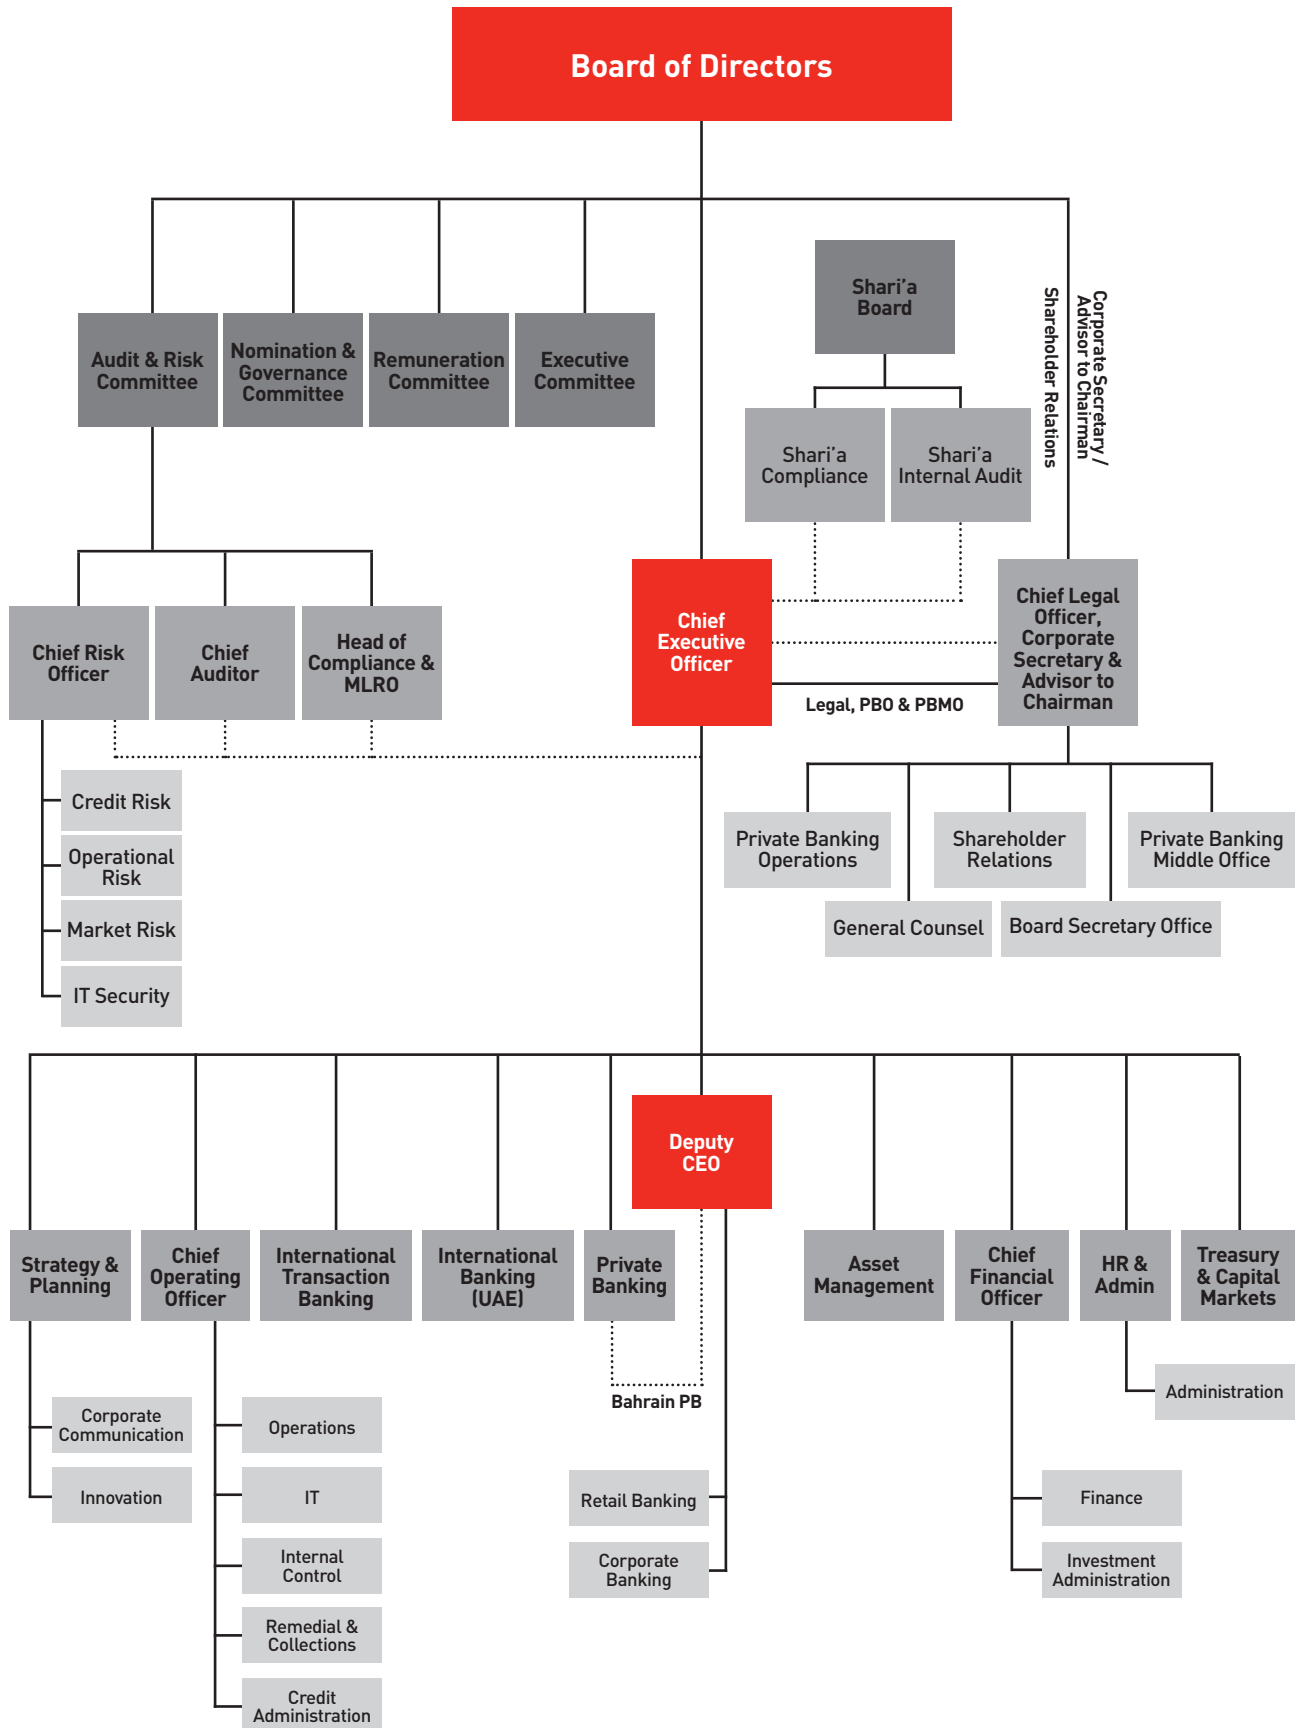 Board of Directors
Shari’a
Board
Corporate Secretary /
Advisor to Chairman
Shareholder Relations
Audit & Risk
Committee
Nomination &
Governance
Committee
Remuneration
Committee
Executive
Committee
Shari’a
Compliance
Shari’a
Internal Audit
Chief Risk
Officer
Chief
Auditor
Head of
Compliance &
MLRO
Chief
Executive
Officer
Chief Legal
Officer,
Corporate
Secretary &
Advisor to
Chairman
Legal, PBO & PBMO
Credit Risk
Operational
Risk
Market Risk
IT Security
Private Banking
Operations
Shareholder
Relations
Private Banking
Middle Office
General Counsel
Board Secretary Office
Deputy
CEO
Strategy &
Planning
Chief
Operating
Officer
International
Transaction
Banking
International
Banking
(UAE)
Private
Banking
Asset
Management
Chief
Financial
Officer
HR &
Admin
Treasury
& Capital
Markets
Bahrain PB
Corporate
Communication
Innovation
Operations
IT
Internal
Control
Remedial &
Collections
Credit
Administration
Retail Banking
Corporate
Banking
Administration
Finance
Investment
Administration